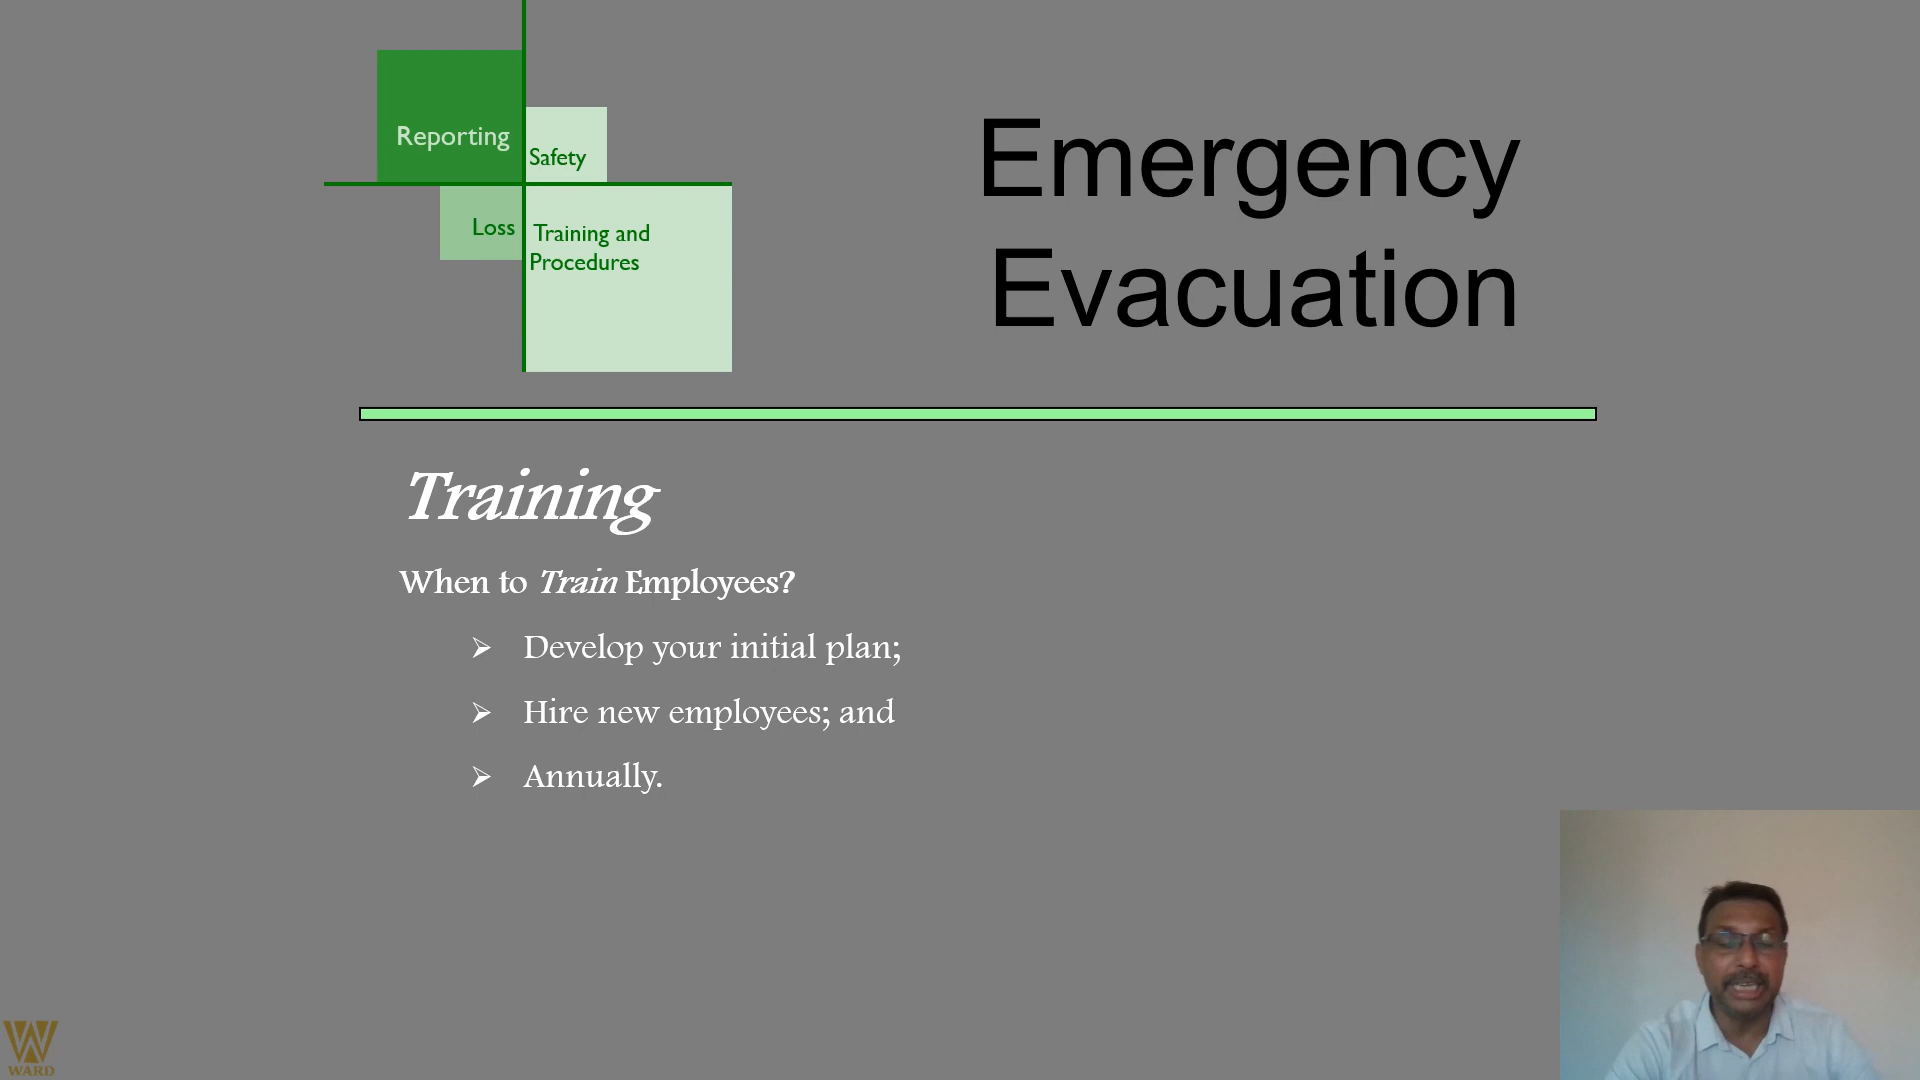 Reporting
Safety
Loss
Training and
Procedures
Emergency
Evacuation
Training
When to Train Employees?
➢ Develop your initial plan;
➢ Hire new employees; and
➢ Annually.
WARD